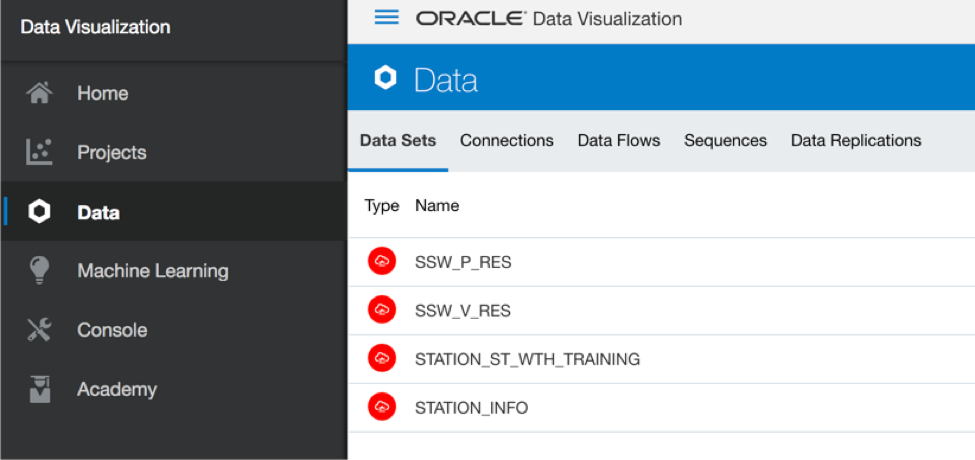 Data Visualization
Home
Projects
Data
Machine Learning
Console
Academy
ORACLE® Data Visualization
Data
Data Sets Connections Data Flows Sequences Data Replications
Type Name
SSW_P_RES
SSW_V_RES
STATION_ST_WTH_TRAINING
STATION_INFO